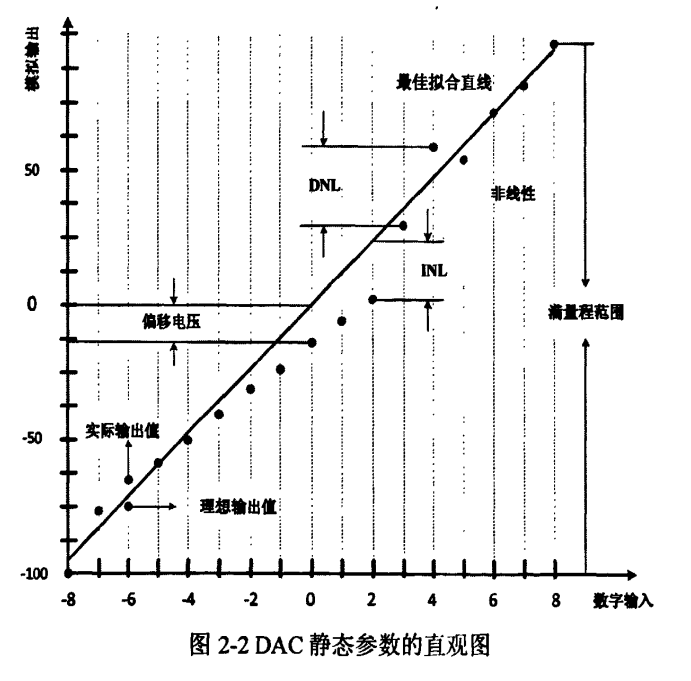 模拟输出
最佳拟合直线
50
DNL
非线性
INL
0
偏移电压
满量程范围
-50
实际输出值
理想输出值
-100
-8 -6 -4 -2 0 2 4 6 8 数字输入
图 2-2 DAC 静态参数的直观图